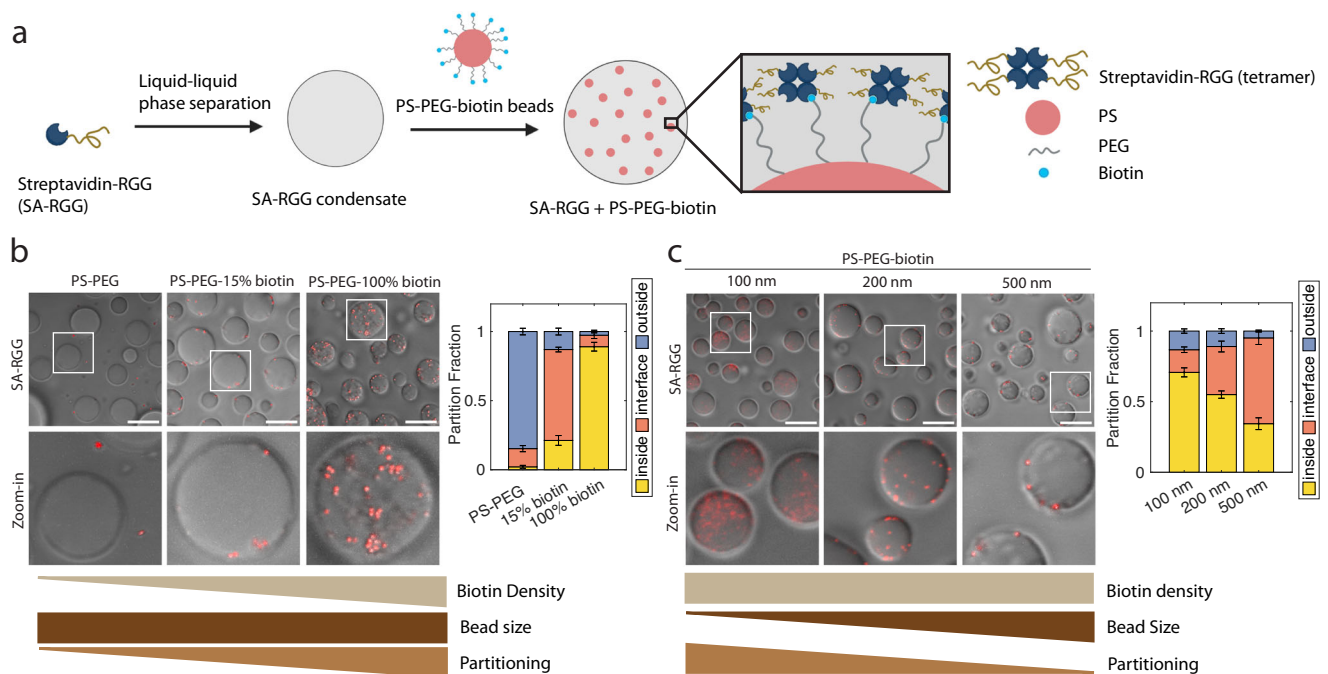 a
Liquid-liquid
phase separation
PS-PEG-biotin beads
Streptavidin-RGG
(SA-RGG)
SA-RGG condensate
SA-RGG + PS-PEG-biotin
Streptavidin-RGG (tetramer)
PS
PEG
Biotin
b
PS-PEG
PS-PEG-15% biotin
PS-PEG-100% biotin
SA-RGG
Zoom-in
Partition Fraction
1
0.5
0
PS-PEG
15% biotin
100% biotin
inside
interface
outside
Biotin Density
Bead size
Partitioning
c
PS-PEG-biotin
100 nm
200 nm
500 nm
SA-RGG
Zoom-in
Partition Fraction
1
0.5
0
100 nm
200 nm
500 nm
inside
interface
outside
Biotin density
Bead Size
Partitioning